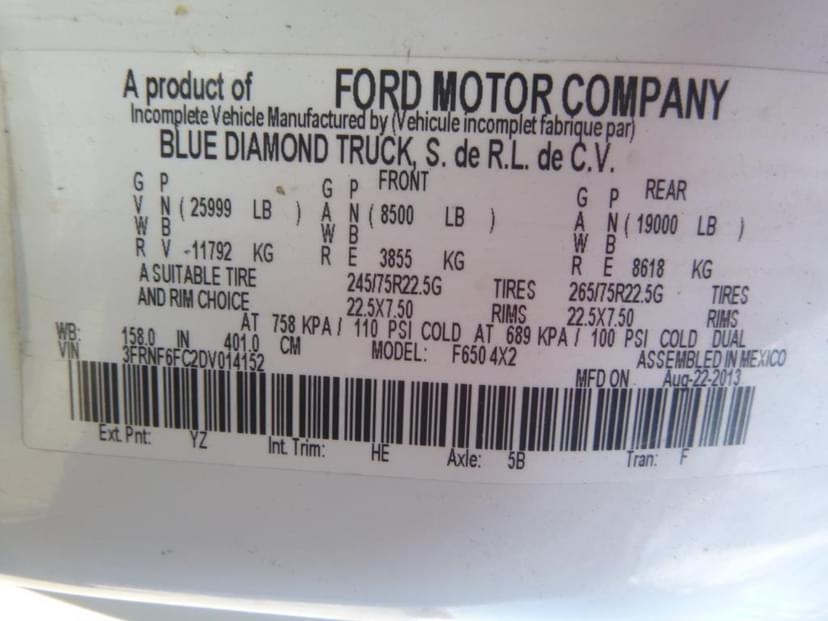 A product of FORD MOTOR COMPANY
Incomplete Vehicle Manufactured by (Vehicule incomplet fabrique par)
BLUE DIAMOND TRUCK, S. de R.L. de C.V.
G P G P FRONT G P REAR
V N ( 25999 LB ) A N ( 8500 LB ) A N ( 19000 LB )
W B W B W B
R V -11792 KG R E 3855 KG R E 8618 KG
A SUITABLE TIRE 245/75R22.5G TIRES 265/75R22.5G TIRES
AND RIM CHOICE 22.5X7.50 RIMS 22.5X7.50 RIMS
AT 758 KPA / 110 PSI COLD AT 689 KPA / 100 PSI COLD DUAL
WB: 158.0 IN 401.0 CM MODEL: F650 4X2 ASSEMBLED IN MEXICO
VIN 3FRNF6FC2DV014152 MFD ON Aug-22-2013
Ext. Pnt: YZ Int. Trim: HE Axle: 5B Tran: F